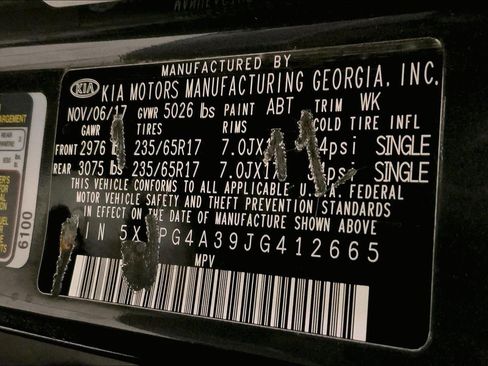 MANUFACTURED BY
KIA KIA MOTORS MANUFACTURING GEORGIA, INC.
NOV/06/17 GVWR 5026 lbs PAINT ABT TRIM WK
GAWR TIRES RIMS COLD TIRE INFL
FRONT 2976 235/65R17 7.0JX 4psi SINGLE
REAR 3075 lbs 235/65R17 7.0JX17 psi SINGLE
THIS VEHICLE CONFORMS TO ALL APPLICABLE U.S.A. FEDERAL
MOTOR VEHICLE SAFETY AND THEFT PREVENTION STANDARDS
IN EFFECT ON THE DATE OF MANUFACTURE SHOWN ABOVE
IN 5X PG4A39JG412665
MPV
6100